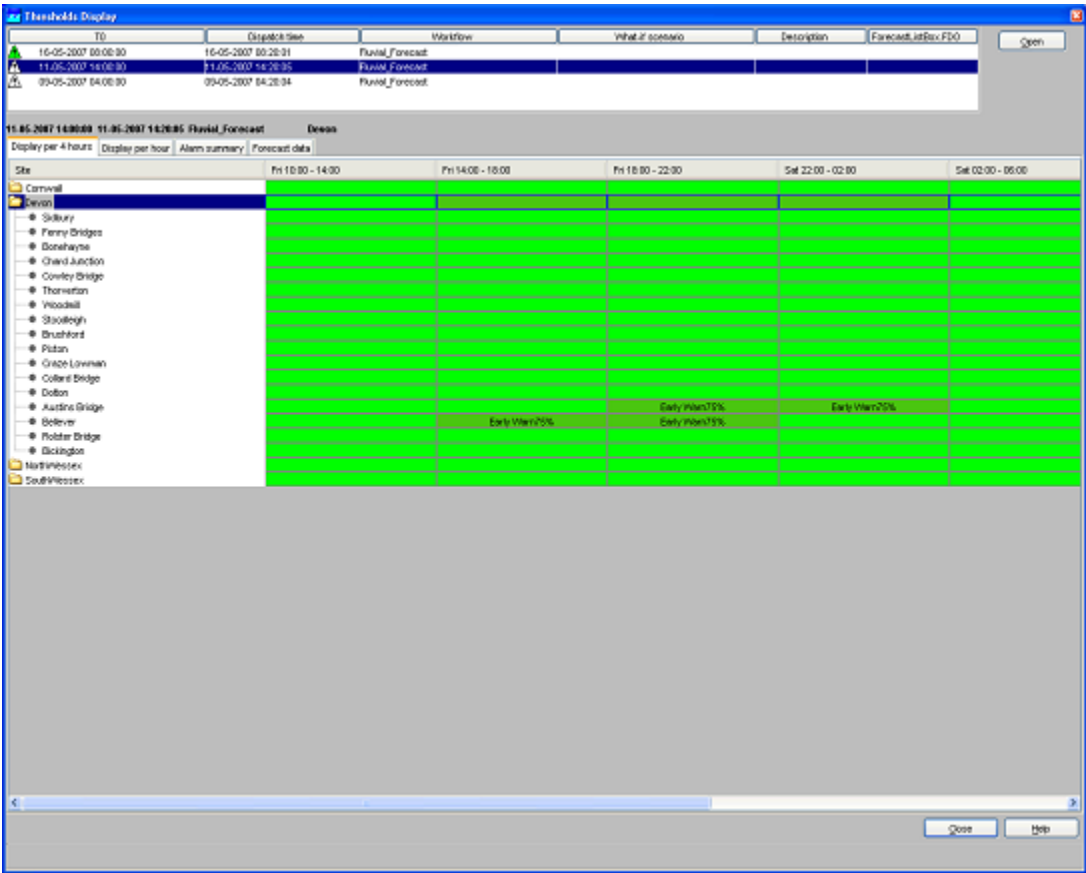 Thresholds Display
T0 Dispatch time Workflow What if scenario Description ForecastListBox.FDO
Open
16-05-2007 00:00:00 16-05-2007 00:20:01 Fluvial_Forecast
11-05-2007 14:00:00 11-05-2007 14:20:05 Fluvial_Forecast
09-05-2007 04:00:00 09-05-2007 04:20:04 Fluvial_Forecast
11-05-2007 14:00:00 11-05-2007 14:20:05 Fluvial_Forecast Devon
Display per 4 hours Display per hour Alarm summary Forecast data
Site Fri 10:00 - 14:00 Fri 14:00 - 18:00 Fri 18:00 - 22:00 Sat 22:00 - 02:00 Sat 02:00 - 06:00
Cornwall
Devon
Sidbury
Fenny Bridges
Bonehayne
Chard Junction
Cowley Bridge
Thorverton
Woodmill
Stoodleigh
Brushford
Pixton
Craze Lowman
Collard Bridge
Dolton
Austins Bridge Early Warn75% Early Warn75%
Bellever Early Warn75% Early Warn75%
Rolster Bridge
Bickington
NorthWessex
SouthWessex
Close Help